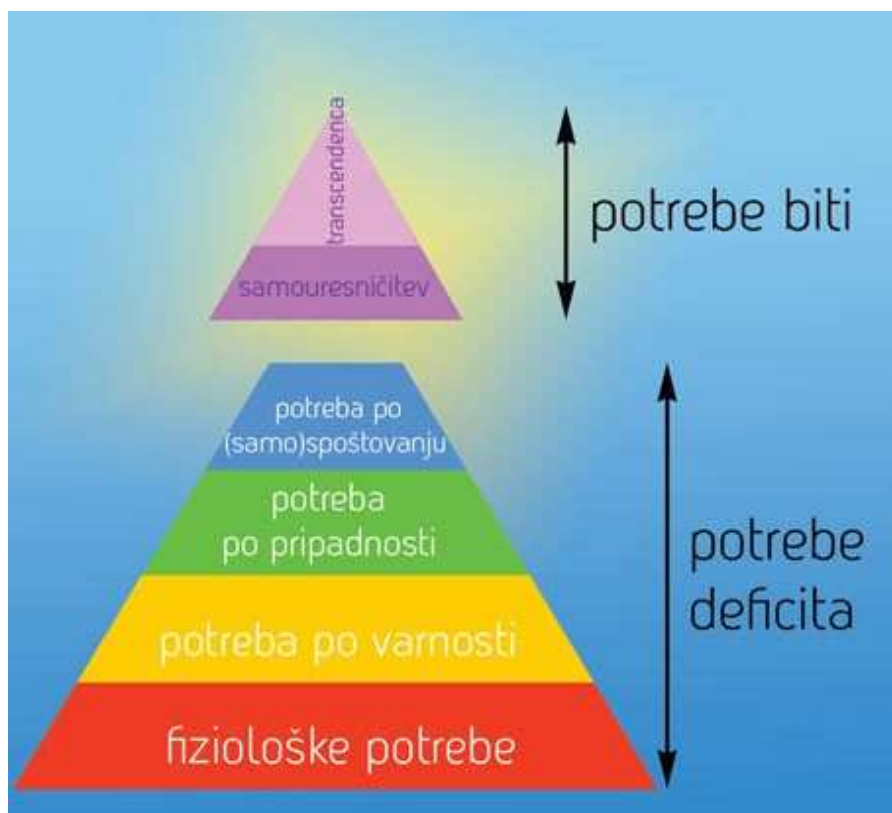 transcendenca
samouresničitev
potrebe biti
potreba po
(samo)spoštovanju
potreba
po pripadnosti
potreba po varnosti
fiziološke potrebe
potrebe
deficita